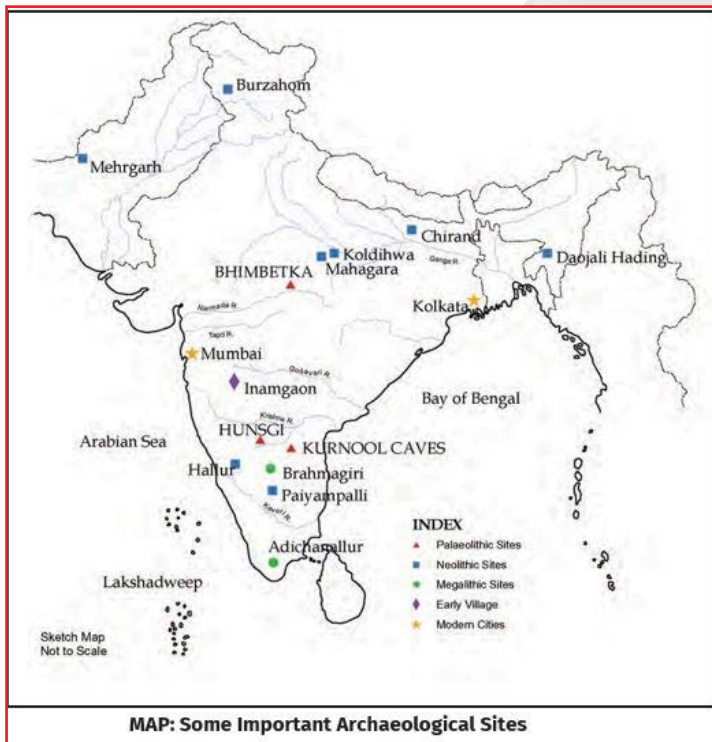 Burzahom
Mehrgarh
Chirand
Koldihwa
Mahagara
Daojali Hading
Ganga R.
BHIMBETKA
Kolkata
Narmada R.
Tapti R.
Mumbai
Godavari R.
Inamgaon
Bay of Bengal
Krishna R.
HUNSGI
Arabian Sea
KURNOOL CAVES
Hallur
Brahmagiri
Paiyampalli
Kaveri R.
INDEX
Palaeolithic Sites
Adichanallur
Neolithic Sites
Megalithic Sites
Lakshadweep
Early Village
Modern Cities
Sketch Map
Not to Scale
MAP: Some Important Archaeological Sites